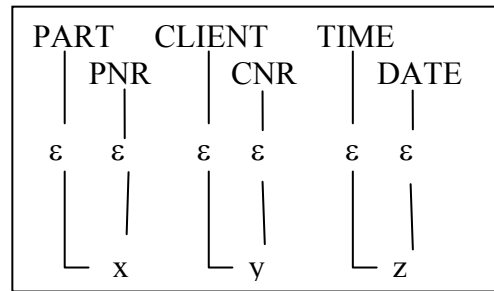 PART CLIENT TIME
PNR CNR DATE
ε ε ε ε ε ε
x y z